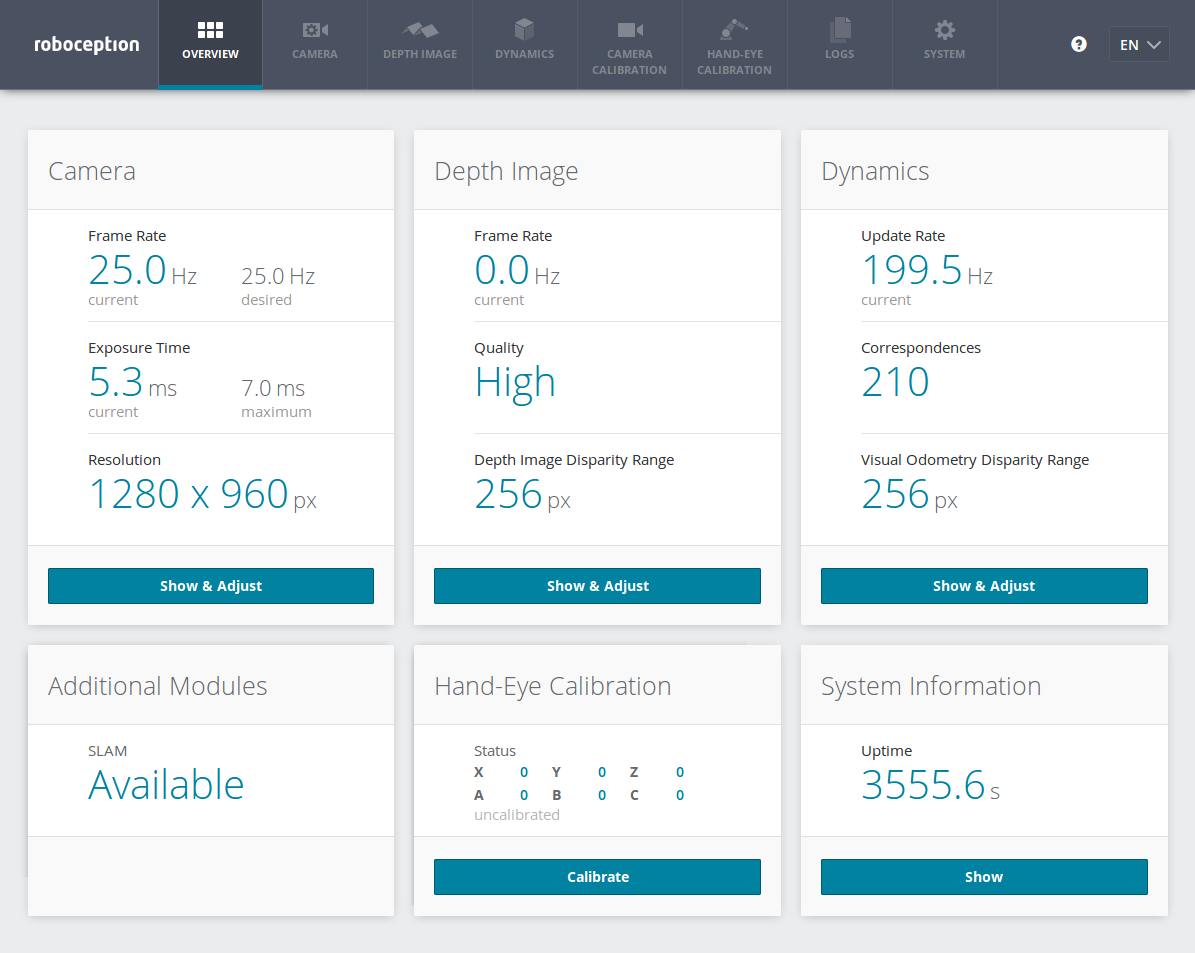 roboception
OVERVIEW
CAMERA
DEPTH IMAGE
DYNAMICS
CAMERA
CALIBRATION
HAND-EYE
CALIBRATION
LOGS
SYSTEM
?
EN
Camera
Frame Rate
25.0 Hz 25.0 Hz
current desired
Exposure Time
5.3 ms 7.0 ms
current maximum
Resolution
1280 x 960 px
Show & Adjust
Depth Image
Frame Rate
0.0 Hz
current
Quality
High
Depth Image Disparity Range
256 px
Show & Adjust
Dynamics
Update Rate
199.5 Hz
current
Correspondences
210
Visual Odometry Disparity Range
256 px
Show & Adjust
Additional Modules
SLAM
Available
Hand-Eye Calibration
Status
X 0 Y 0 Z 0
A 0 B 0 C 0
uncalibrated
Calibrate
System Information
Uptime
3555.6 s
Show